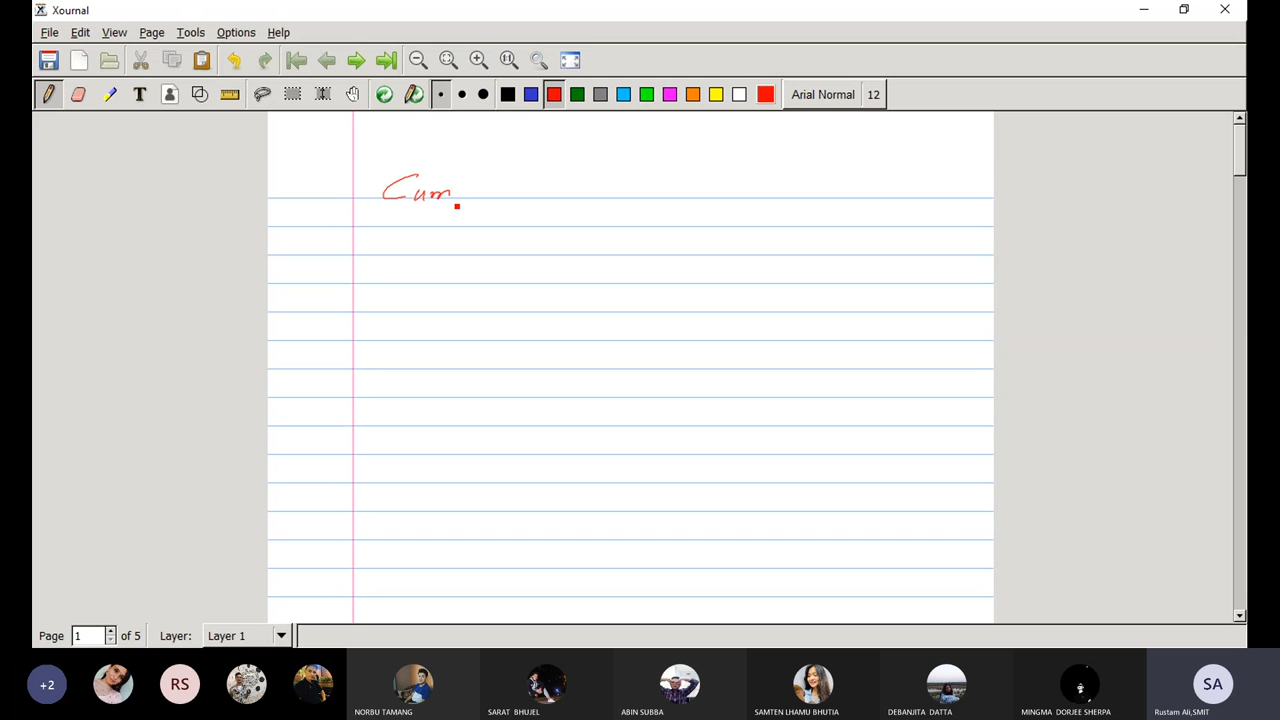 Xournal
File Edit View Page Tools Options Help
T Arial Normal 12
Cum
Page 1 of 5 Layer: Layer 1
+2 RS SA
NORBU TAMANG SARAT BHUJEL ABIN SUBBA SAMTEN LHAMU BHUTIA DEBANJITA DATTA MINGMA DORJEE SHERPA Rustam Ali,SMIT